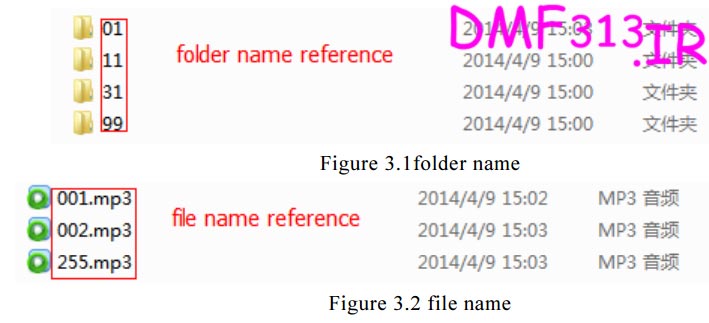 DMF313.IR
01 2014/4/9 15:00 文件夹
folder name reference
11 2014/4/9 15:00 文件夹
31 2014/4/9 15:00 文件夹
99 2014/4/9 15:00 文件夹
Figure 3.1folder name
001.mp3 2014/4/9 15:02 MP3 音频
file name reference
002.mp3 2014/4/9 15:03 MP3 音频
255.mp3 2014/4/9 15:03 MP3 音频
Figure 3.2 file name